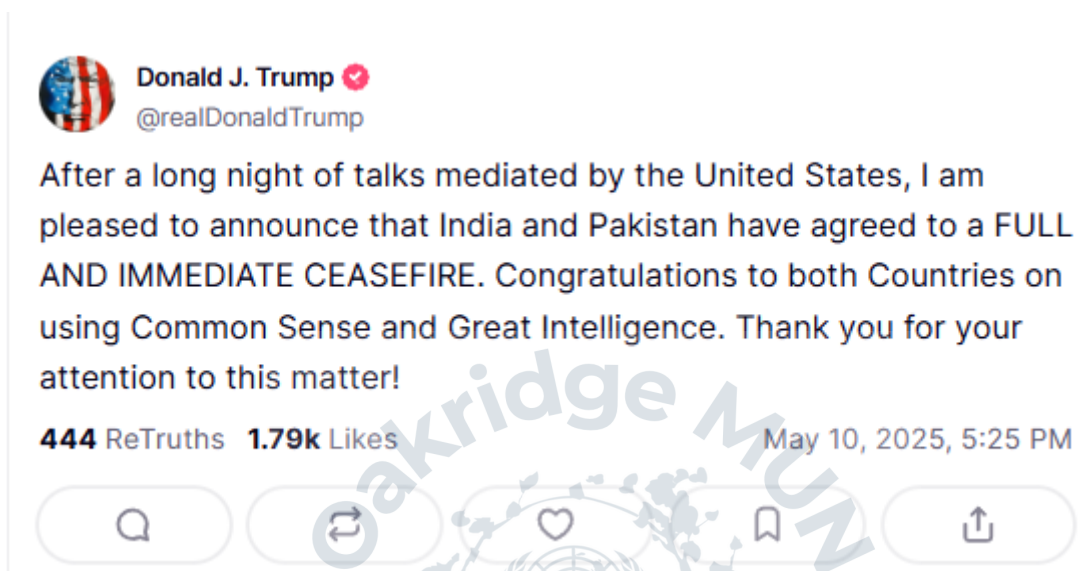 Donald J. Trump
@realDonaldTrump
After a long night of talks mediated by the United States, I am
pleased to announce that India and Pakistan have agreed to a FULL
AND IMMEDIATE CEASEFIRE. Congratulations to both Countries on
using Common Sense and Great Intelligence. Thank you for your
attention to this matter!
444 ReTruths 1.79k Likes May 10, 2025, 5:25 PM
Oakridge MUN